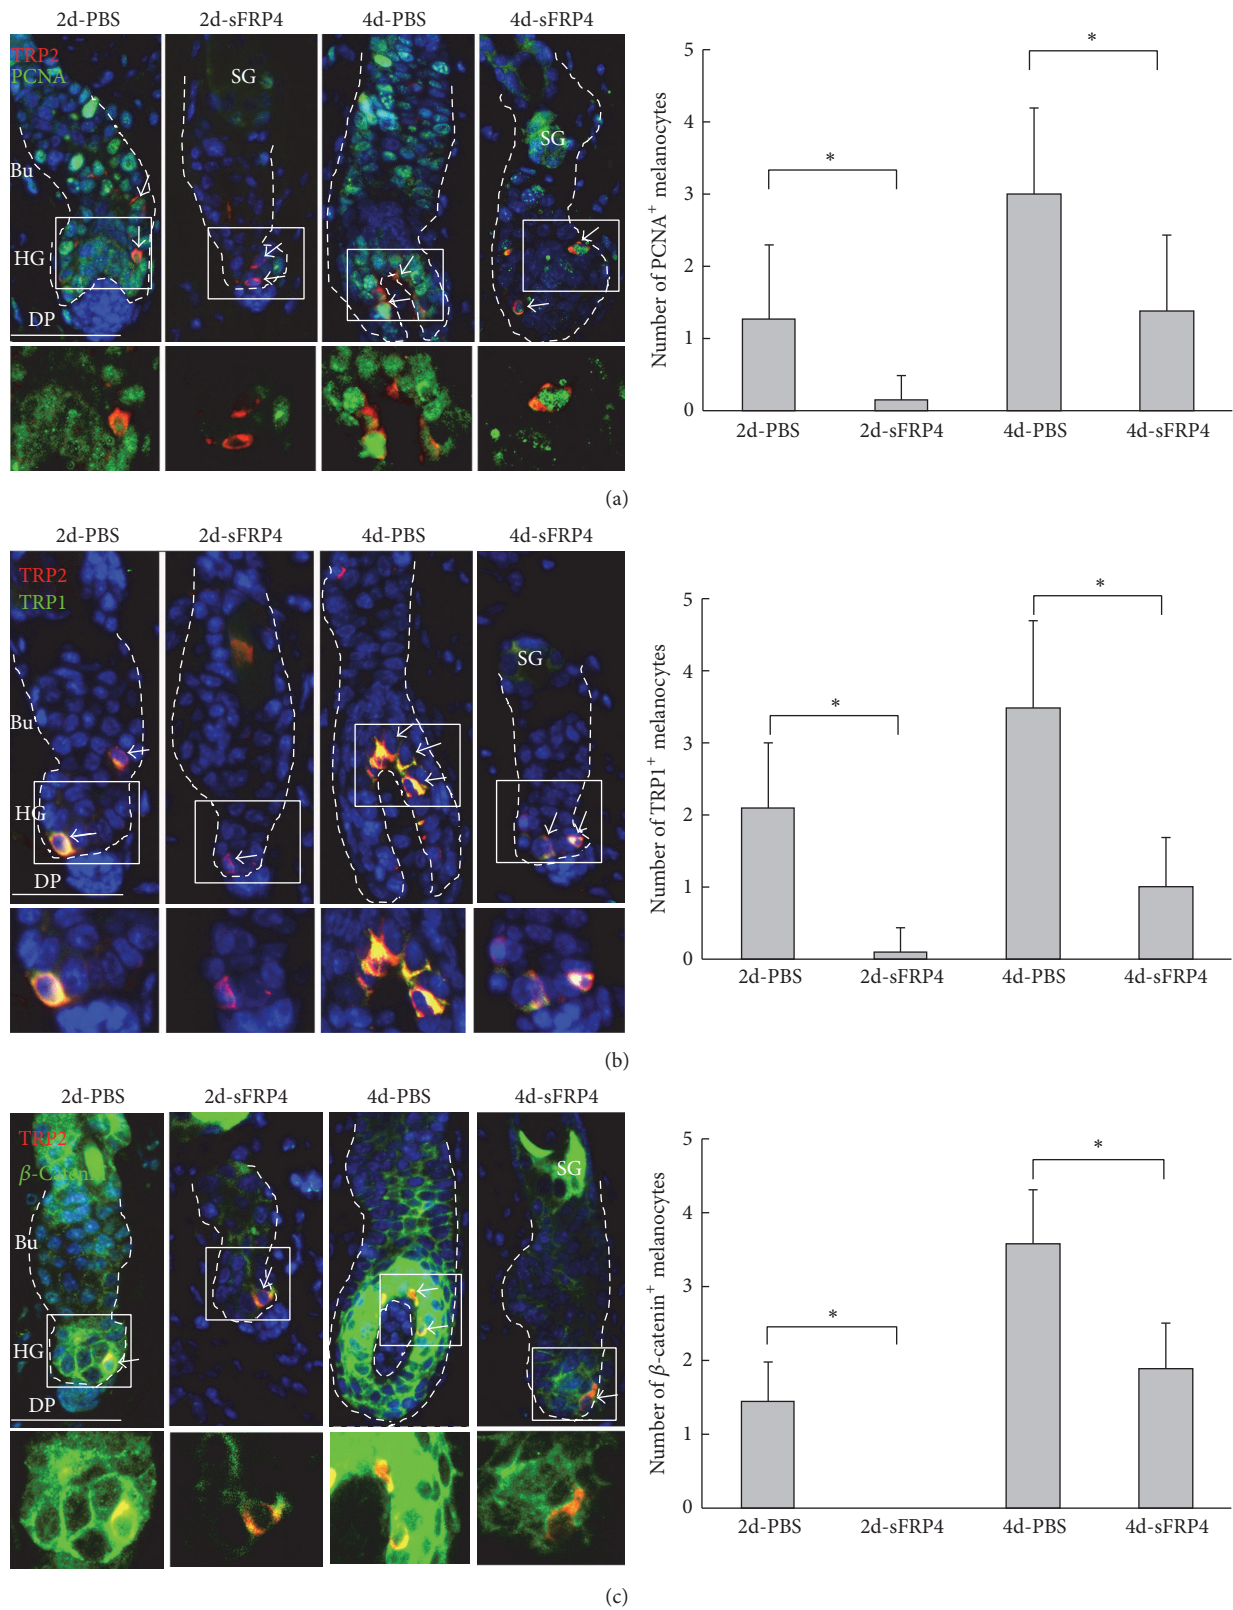 2d-PBS 2d-sFRP4 4d-PBS 4d-sFRP4
TRP2
PCNA
SG
SG
Bu
HG
DP
Number of PCNA⁺ melanocytes
5
4
3
2
1
0
*
*
2d-PBS 2d-sFRP4 4d-PBS 4d-sFRP4
(a)
2d-PBS 2d-sFRP4 4d-PBS 4d-sFRP4
TRP2
TRP1
SG
Bu
HG
DP
Number of TRP1⁺ melanocytes
5
4
3
2
1
0
*
*
2d-PBS 2d-sFRP4 4d-PBS 4d-sFRP4
(b)
2d-PBS 2d-sFRP4 4d-PBS 4d-sFRP4
TRP2
β-Catenin
SG
Bu
HG
DP
Number of β-catenin⁺ melanocytes
5
4
3
2
1
0
*
*
2d-PBS 2d-sFRP4 4d-PBS 4d-sFRP4
(c)